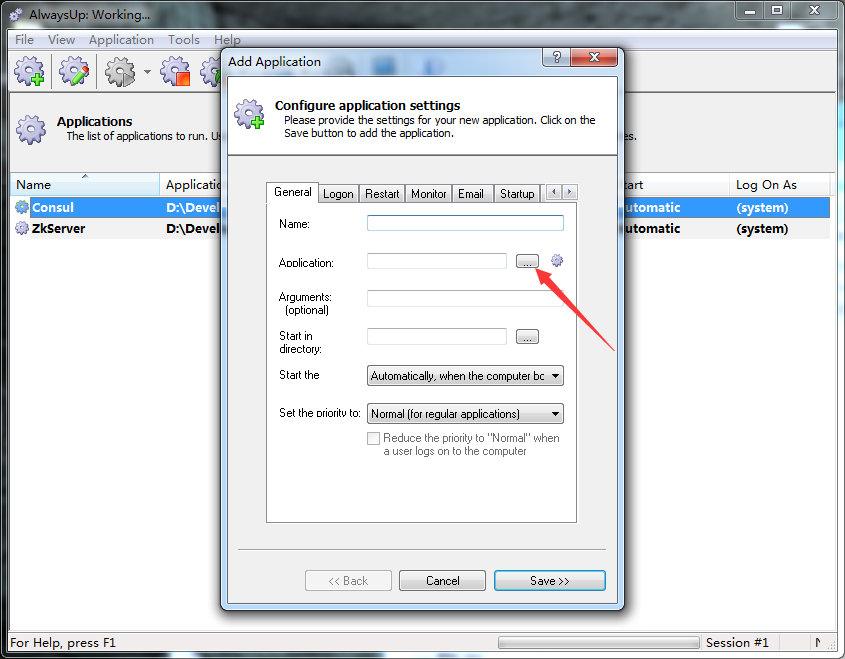 AlwaysUp: Working...
File View Application Tools Help
Add Application
Configure application settings
Please provide the settings for your new application. Click on the
Save button to add the application.
Applications
The list of applications to run.
es.
Name
Log On As
Consul D:\Devel utomatic (system)
ZkServer D:\Devel utomatic (system)
General Logon Restart Monitor Email Startup
Name:
Application:
...
Arguments:
(optional)
Start in
directory:
...
Start the
Automatically, when the computer bc
Set the priority to:
Normal (for regular applications)
Reduce the priority to "Normal" when
a user logs on to the computer
<< Back Cancel Save >>
For Help, press F1
Session #1